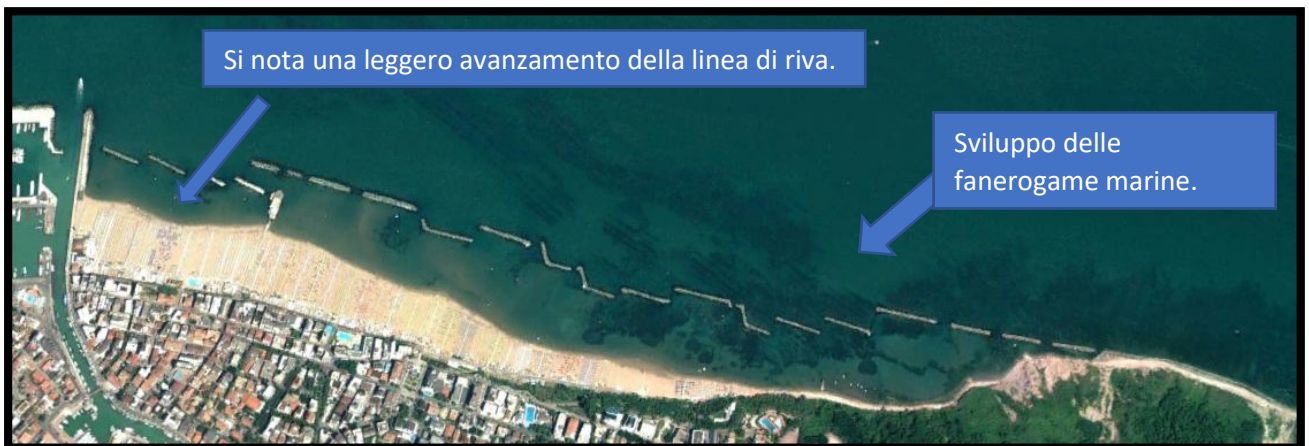 Si nota una leggero avanzamento della linea di riva.
Sviluppo delle
fanerogame marine.